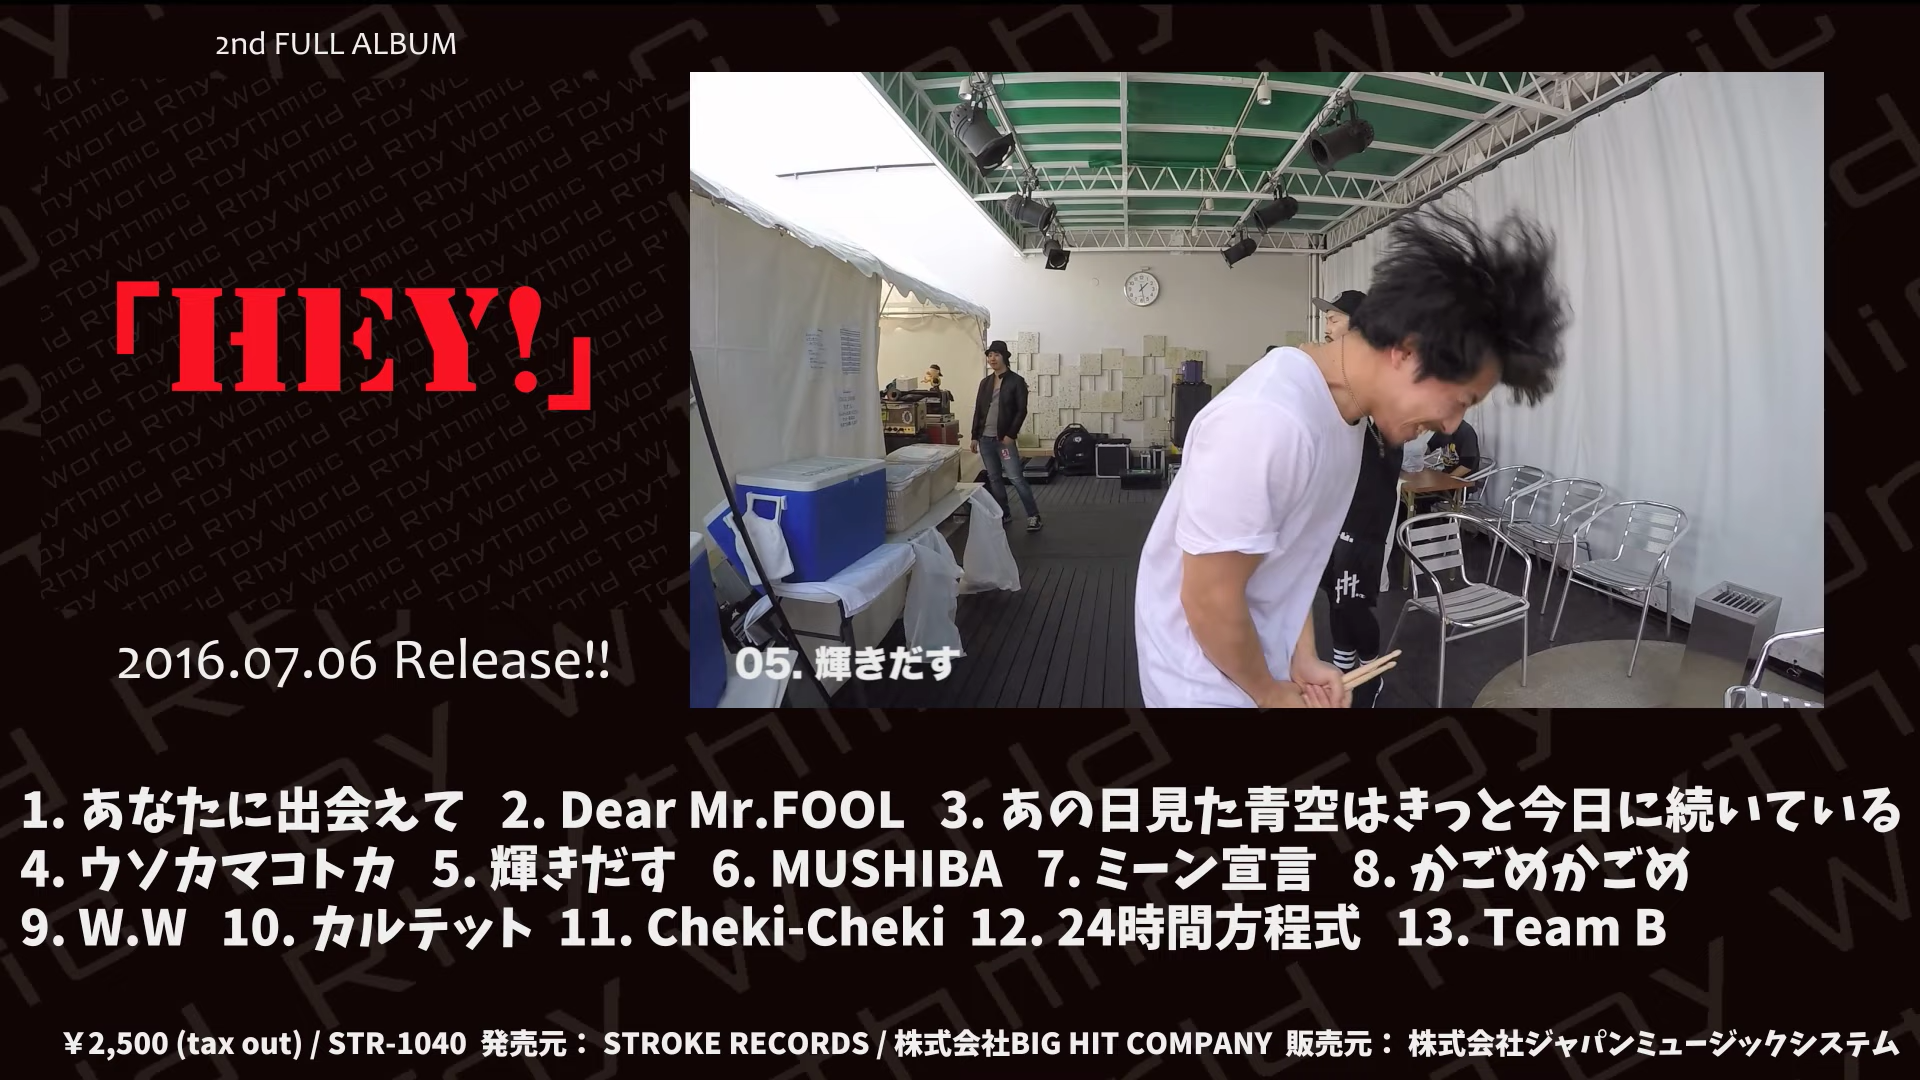 2nd FULL ALBUM
「HEY!」
2016.07.06 Release!!
05. 輝きだす
1. あなたに出会えて 2. Dear Mr.FOOL 3. あの日見た青空はきっと今日に続いている
4. ウソカマコトカ 5. 輝きだす 6. MUSHIBA 7. ミーン宣言 8. かごめかごめ
9. W.W 10. カルテット 11. Cheki-Cheki 12. 24時間方程式 13. Team B
￥2,500 (tax out) / STR-1040 発売元： STROKE RECORDS / 株式会社BIG HIT COMPANY 販売元： 株式会社ジャパンミュージックシステム
Rhythmic Toy World